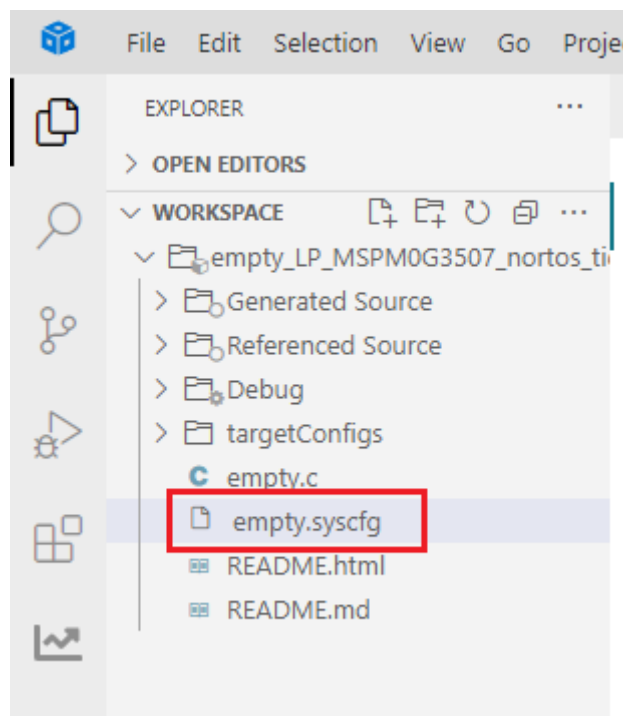 File Edit Selection View Go Proje
EXPLORER
OPEN EDITORS
WORKSPACE
empty_LP_MSPM0G3507_nortos_ti
Generated Source
Referenced Source
Debug
targetConfigs
C empty.c
empty.syscfg
README.html
README.md